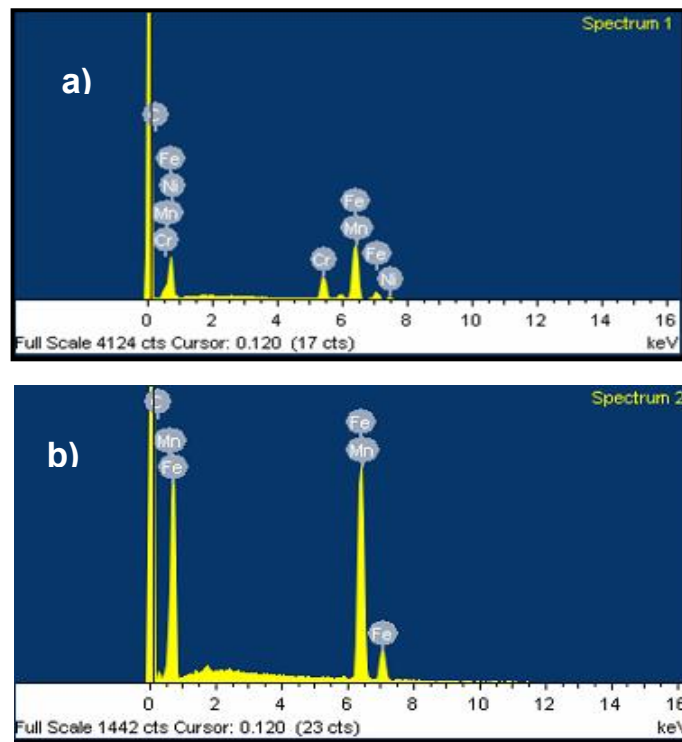 Spectrum 1
a)
C
Fe
Ni
Mn
Cr
Cr
Fe
Mn
Fe
Ni
0 2 4 6 8 10 12 14 16
Full Scale 4124 cts Cursor: 0.120 (17 cts) keV
Spectrum 2
b)
C
Mn
Fe
Fe
Mn
Fe
0 2 4 6 8 10 12 14 16
Full Scale 1442 cts Cursor: 0.120 (23 cts) keV